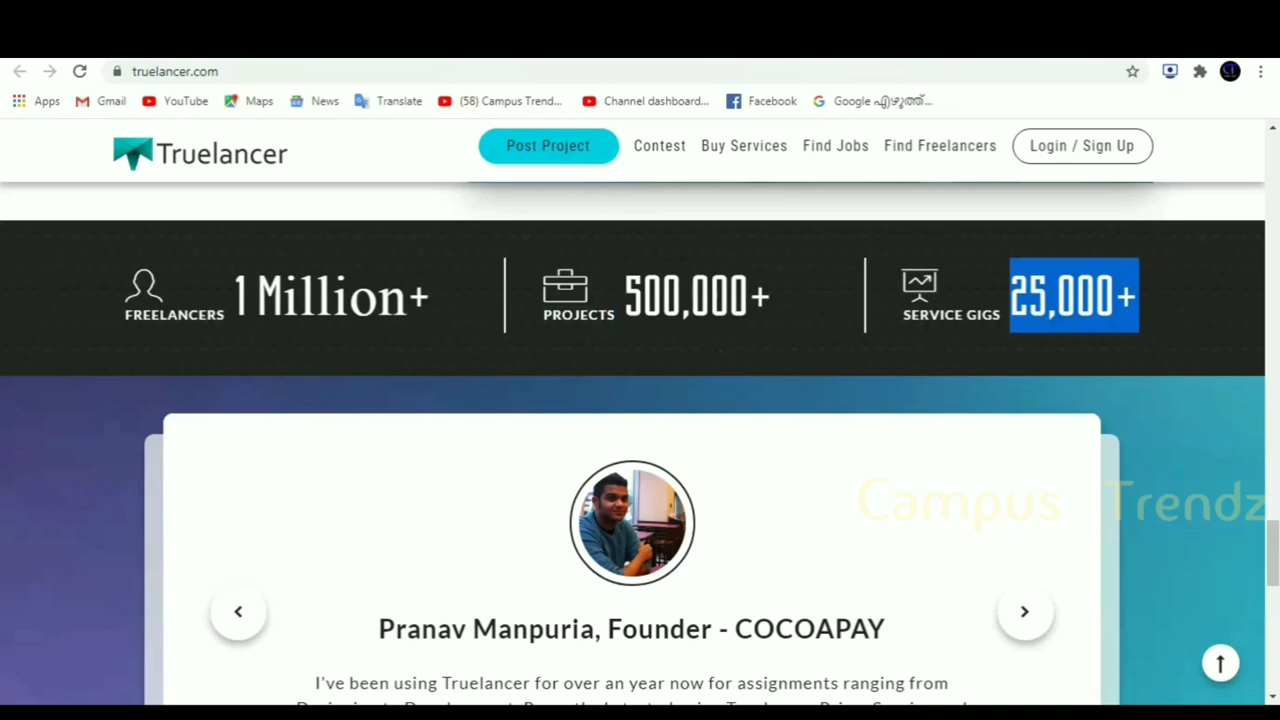 truelancer.com
Apps Gmail YouTube Maps News Translate (58) Campus Trend... Channel dashboard... Facebook Google എഴുത്ത്...
Truelancer Post Project Contest Buy Services Find Jobs Find Freelancers Login / Sign Up
FREELANCERS 1 Million+ PROJECTS 500,000+ SERVICE GIGS 25,000+
Campus Trendz
Pranav Manpuria, Founder - COCOAPAY
I've been using Truelancer for over an year now for assignments ranging from